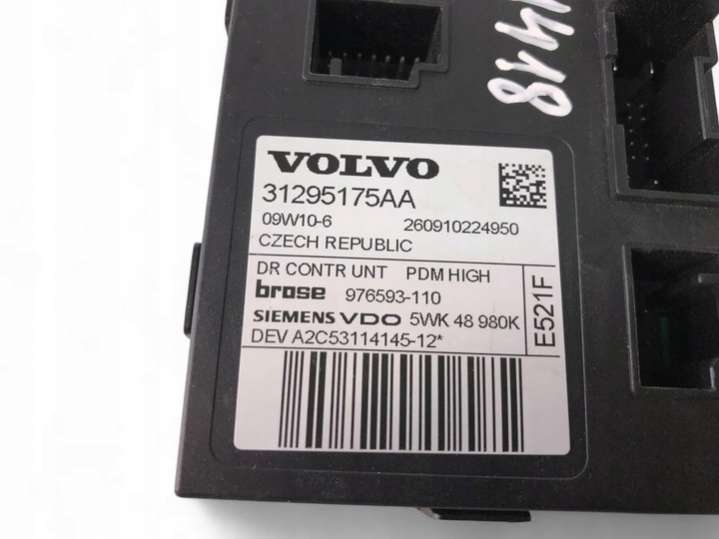 VOLVO
31295175AA
09W10-6 260910224950
CZECH REPUBLIC
DR CONTR UNT PDM HIGH
brose 976593-110
SIEMENS VDO 5WK 48 980K
DEV A2C53114145-12*
E521F